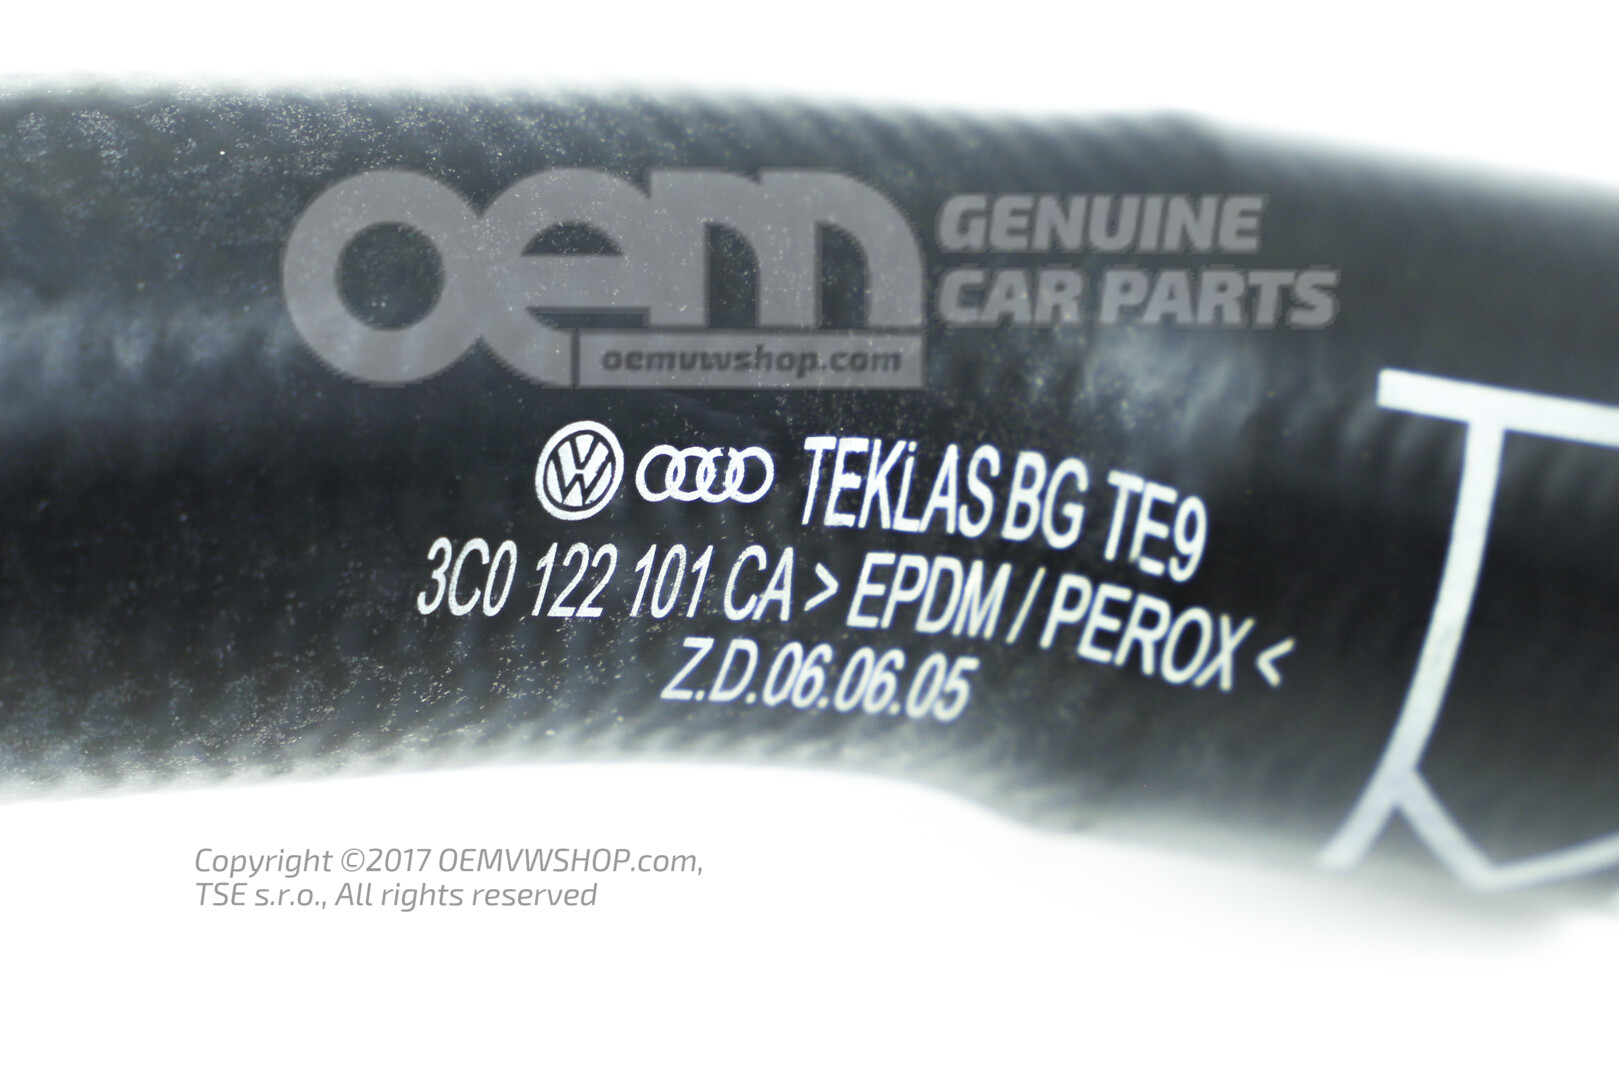 oem GENUINE
CAR PARTS
oemvwshop.com
VW TEKLAS BG TE9
3C0 122 101 CA > EPDM / PEROX <
Z.D.06.06.05
Copyright ©2017 OEMVWSHOP.com,
TSE s.r.o., All rights reserved